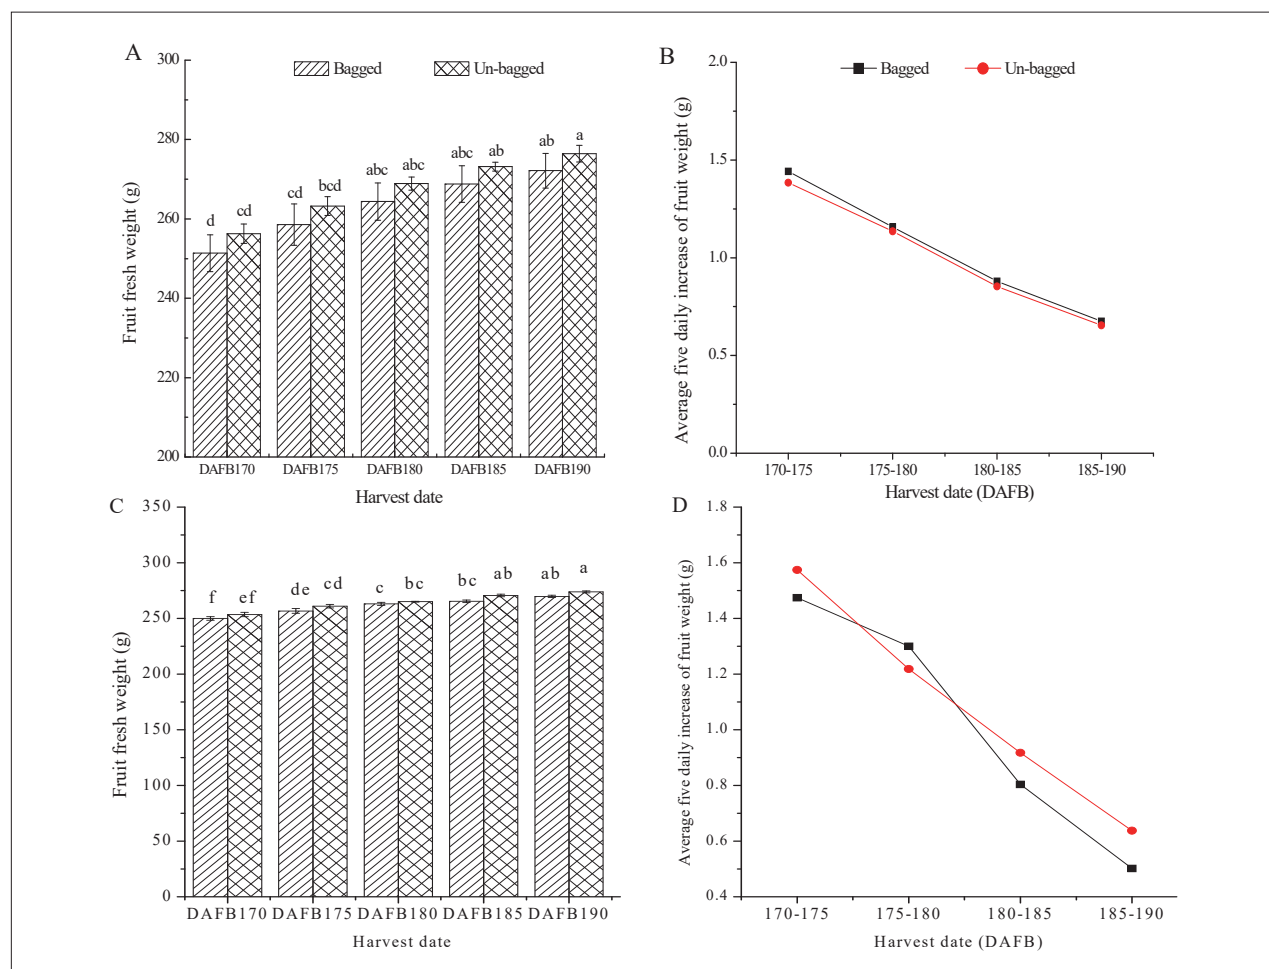 A
300
280
260
240
220
200
Fruit fresh weight (g)
Bagged
Un-bagged
d
cd
cd
bcd
abc
abc
abc
ab
ab
a
DAFB170
DAFB175
DAFB180
DAFB185
DAFB190
Harvest date
B
2.0
1.5
1.0
0.5
0.0
Average five daily increase of fruit weight (g)
Bagged
Un-bagged
170-175
175-180
180-185
185-190
Harvest date (DAFB)
C
350
300
250
200
150
100
50
0
Fruit fresh weight (g)
f
ef
de
cd
c
bc
bc
ab
ab
a
DAFB170
DAFB175
DAFB180
DAFB185
DAFB190
Harvest date
D
1.8
1.6
1.4
1.2
1.0
0.8
0.6
0.4
Average five daily increase of fruit weight (g)
170-175
175-180
180-185
185-190
Harvest date (DAFB)